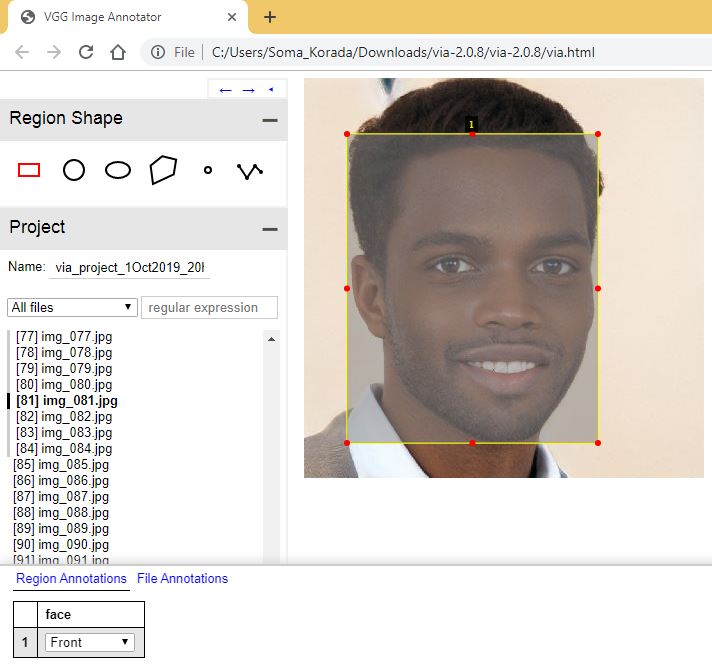 VGG Image Annotator
File
C:/Users/Soma_Korada/Downloads/via-2.0.8/via-2.0.8/via.html
Region Shape
Project
Name: via_project_1Oct2019_20
All files regular expression
[77] img_077.jpg
[78] img_078.jpg
[79] img_079.jpg
[80] img_080.jpg
[81] img_081.jpg
[82] img_082.jpg
[83] img_083.jpg
[84] img_084.jpg
[85] img_085.jpg
[86] img_086.jpg
[87] img_087.jpg
[88] img_088.jpg
[89] img_089.jpg
[90] img_090.jpg
[91] img_091.jpg
1
Region Annotations File Annotations
face
1 Front